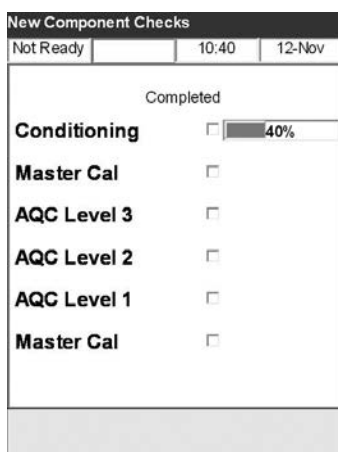 New Component Checks
Not Ready 10:40 12-Nov
Completed
Conditioning 40%
Master Cal
AQC Level 3
AQC Level 2
AQC Level 1
Master Cal